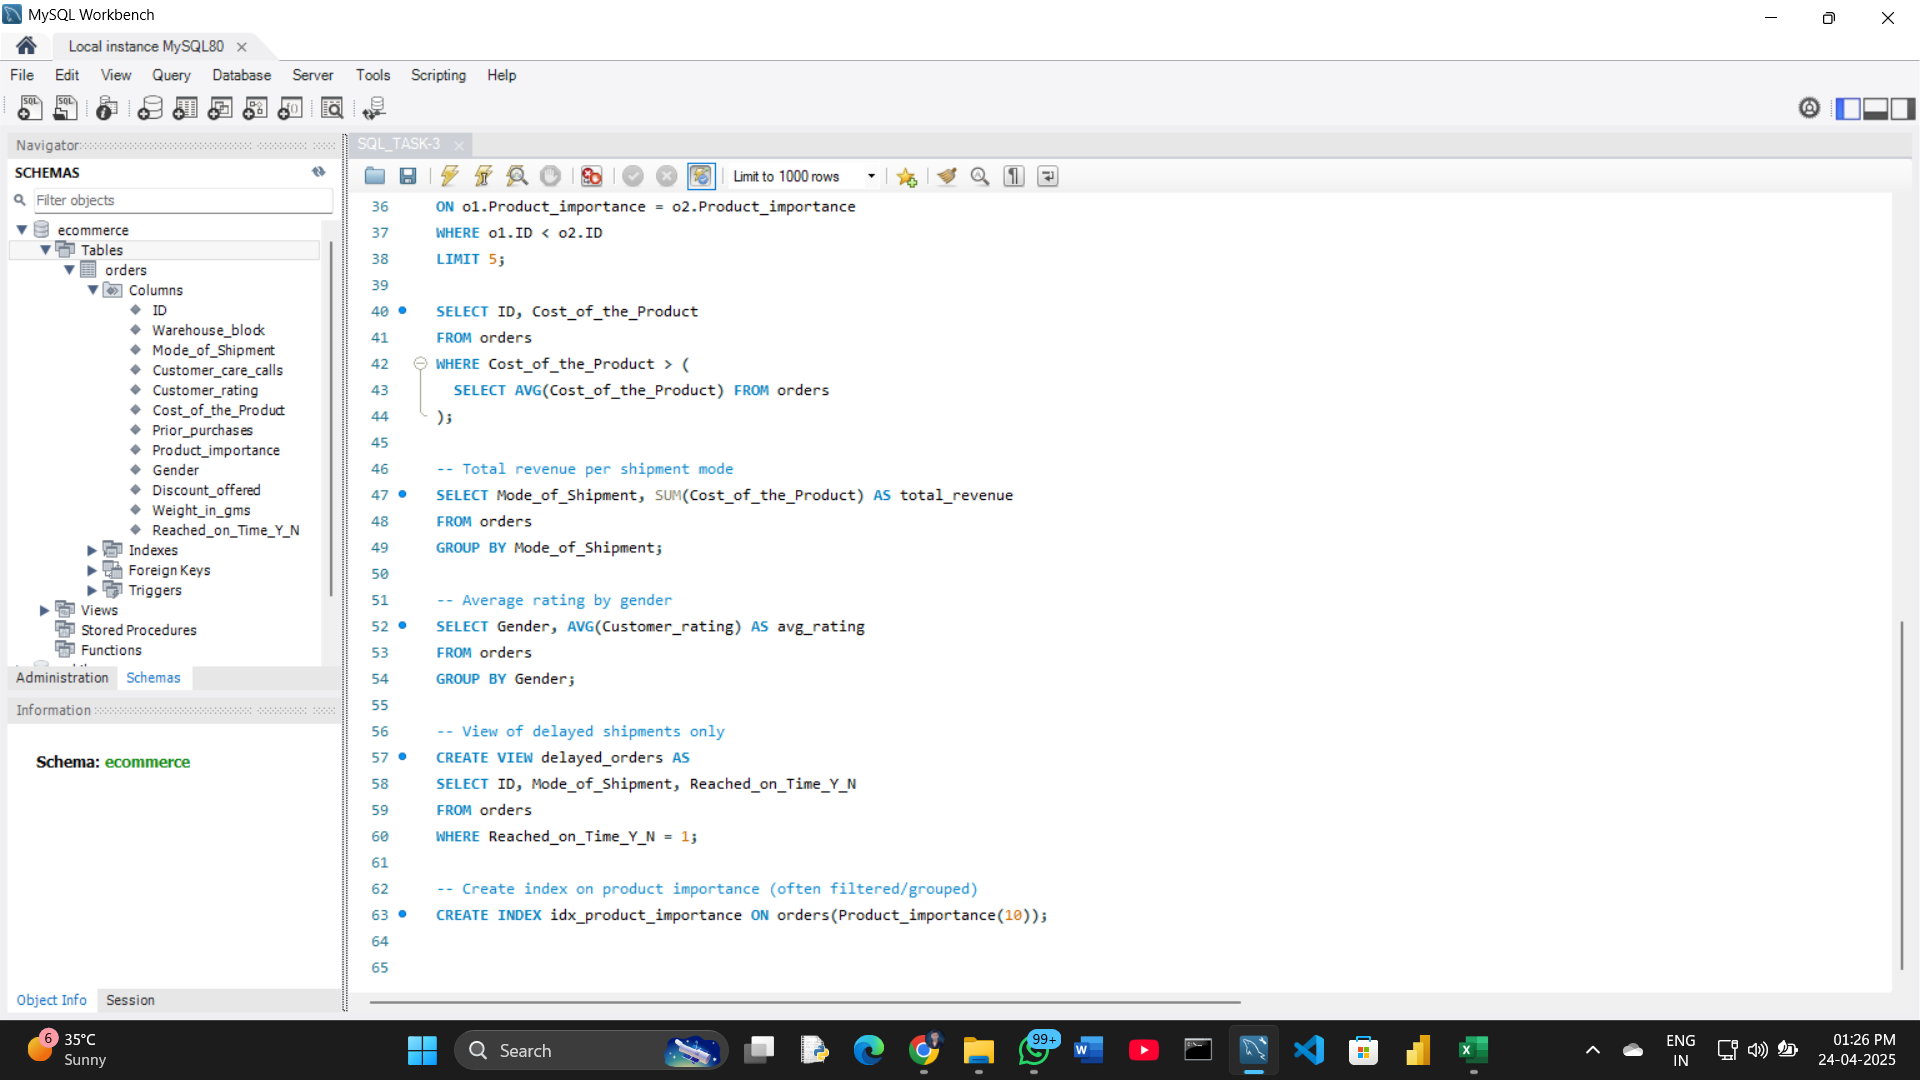 MySQL Workbench
Local instance MySQL80
File Edit View Query Database Server Tools Scripting Help
Navigator
SCHEMAS
Filter objects
ecommerce
Tables
orders
Columns
ID
Warehouse_block
Mode_of_Shipment
Customer_care_calls
Customer_rating
Cost_of_the_Product
Prior_purchases
Product_importance
Gender
Discount_offered
Weight_in_gms
Reached_on_Time_Y_N
Indexes
Foreign Keys
Triggers
Views
Stored Procedures
Functions
Administration Schemas
Information
Schema: ecommerce
Object Info Session
SQL_TASK-3
Limit to 1000 rows
36 ON o1.Product_importance = o2.Product_importance
37 WHERE o1.ID < o2.ID
38 LIMIT 5;
39
40 SELECT ID, Cost_of_the_Product
41 FROM orders
42 WHERE Cost_of_the_Product > (
43 SELECT AVG(Cost_of_the_Product) FROM orders
44 );
45
46 -- Total revenue per shipment mode
47 SELECT Mode_of_Shipment, SUM(Cost_of_the_Product) AS total_revenue
48 FROM orders
49 GROUP BY Mode_of_Shipment;
50
51 -- Average rating by gender
52 SELECT Gender, AVG(Customer_rating) AS avg_rating
53 FROM orders
54 GROUP BY Gender;
55
56 -- View of delayed shipments only
57 CREATE VIEW delayed_orders AS
58 SELECT ID, Mode_of_Shipment, Reached_on_Time_Y_N
59 FROM orders
60 WHERE Reached_on_Time_Y_N = 1;
61
62 -- Create index on product importance (often filtered/grouped)
63 CREATE INDEX idx_product_importance ON orders(Product_importance(10));
64
65
6
35°C
Sunny
Search
99+
ENG
IN
01:26 PM
24-04-2025